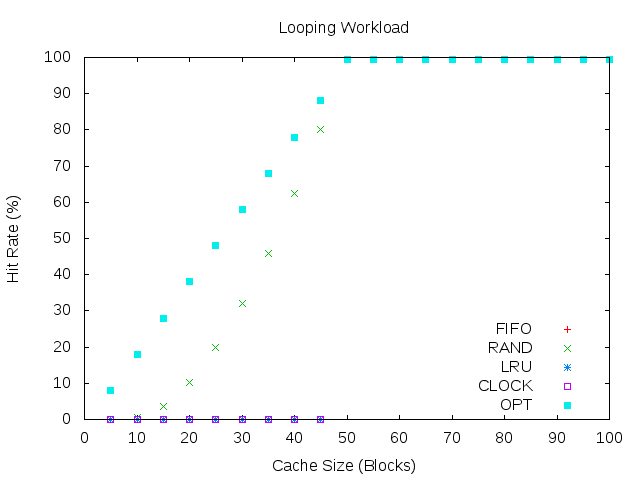 Looping Workload
100
90
80
70
60
50
40
30
20
10
0
Hit Rate (%)
FIFO
RAND
LRU
CLOCK
OPT
0 10 20 30 40 50 60 70 80 90 100
Cache Size (Blocks)